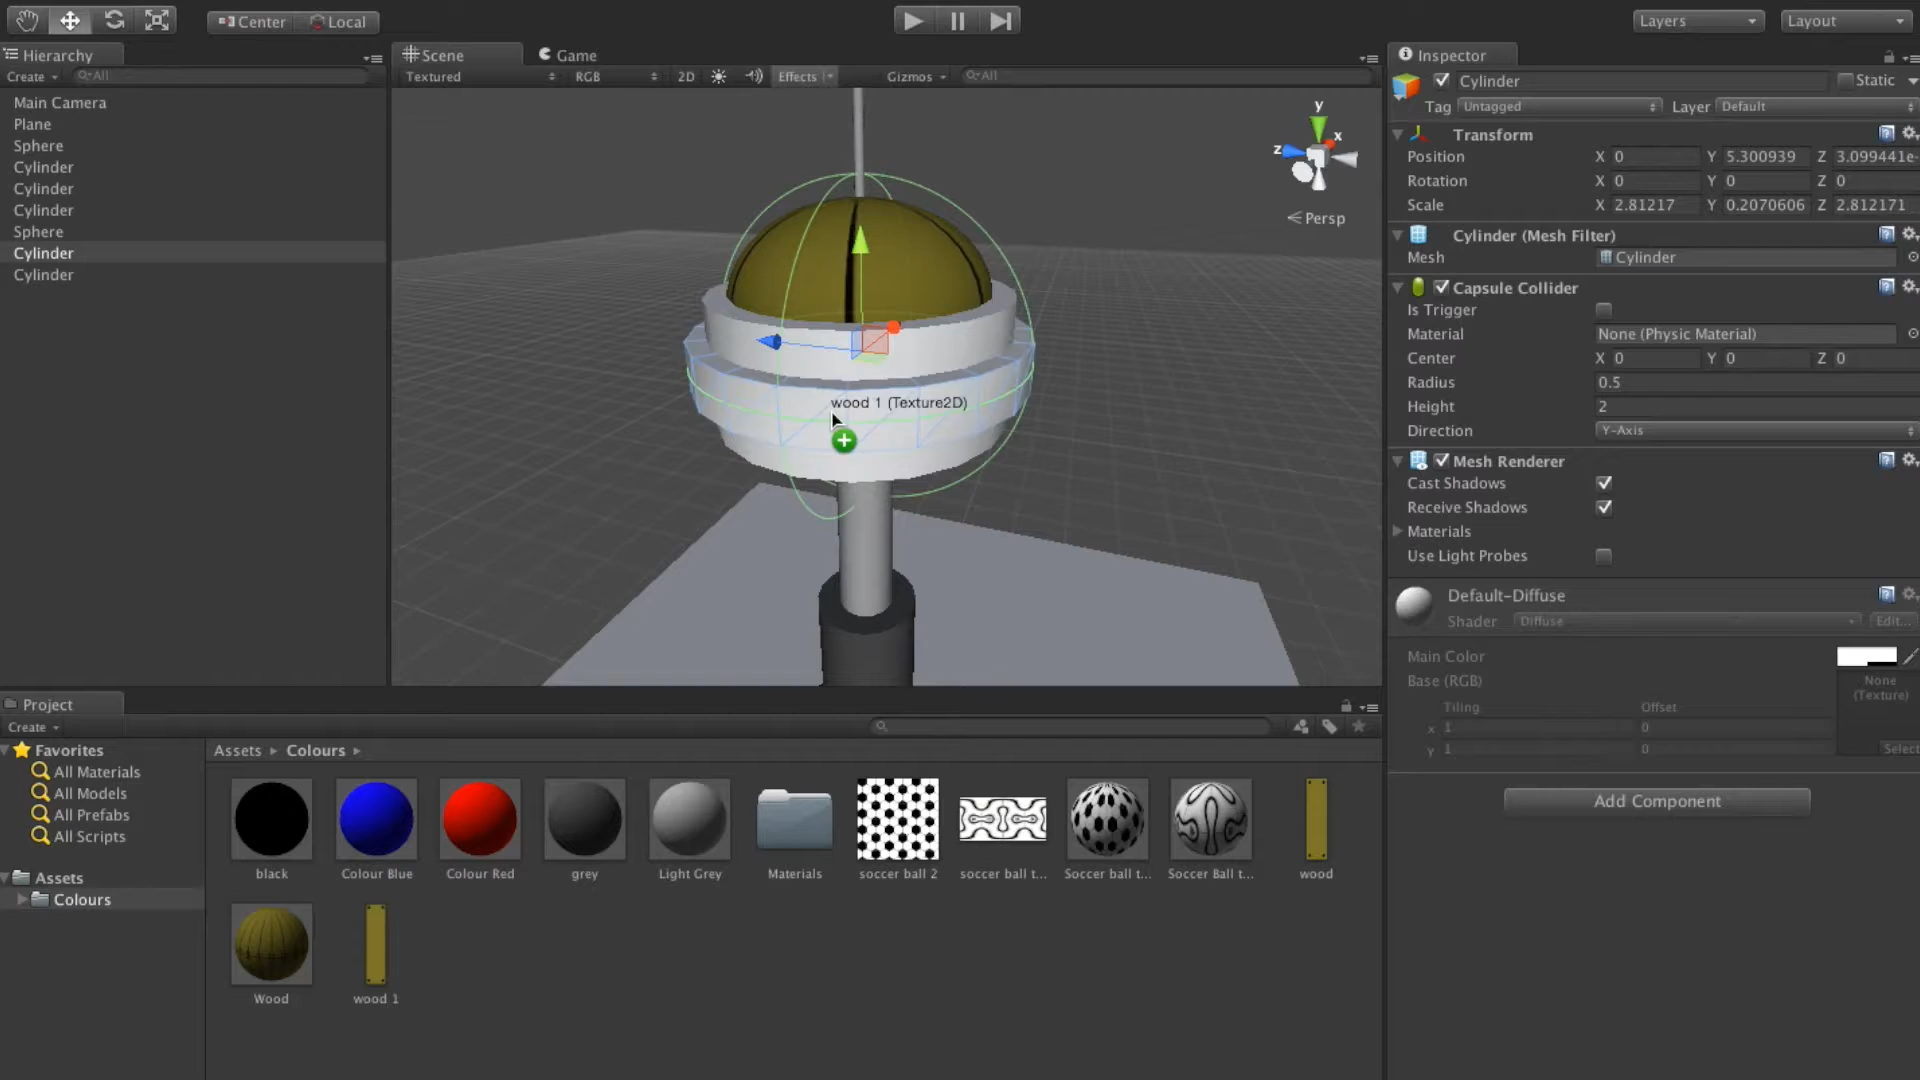 Center Local
Layers Layout
Hierarchy
Create All
Main Camera
Plane
Sphere
Cylinder
Cylinder
Cylinder
Sphere
Cylinder
Cylinder
Scene Game
Textured RGB 2D Effects Gizmos All
y
x
z
Persp
wood 1 (Texture2D)
Inspector
Cylinder Static
Tag Untagged Layer Default
Transform
Position X 0 Y 5.300939 Z 3.099441e-
Rotation X 0 Y 0 Z 0
Scale X 2.81217 Y 0.2070606 Z 2.812171
Cylinder (Mesh Filter)
Mesh Cylinder
Capsule Collider
Is Trigger
Material None (Physic Material)
Center X 0 Y 0 Z 0
Radius 0.5
Height 2
Direction Y-Axis
Mesh Renderer
Cast Shadows
Receive Shadows
Materials
Use Light Probes
Default-Diffuse
Shader Diffuse Edit...
Main Color
Base (RGB) None
(Texture)
Tiling Offset
x 1 0
y 1 0 Select
Add Component
Project
Create
Favorites
All Materials
All Models
All Prefabs
All Scripts
Assets
Colours
Assets Colours
black Colour Blue Colour Red grey Light Grey Materials soccer ball 2 soccer ball t... Soccer ball t... Soccer Ball t... wood
Wood wood 1